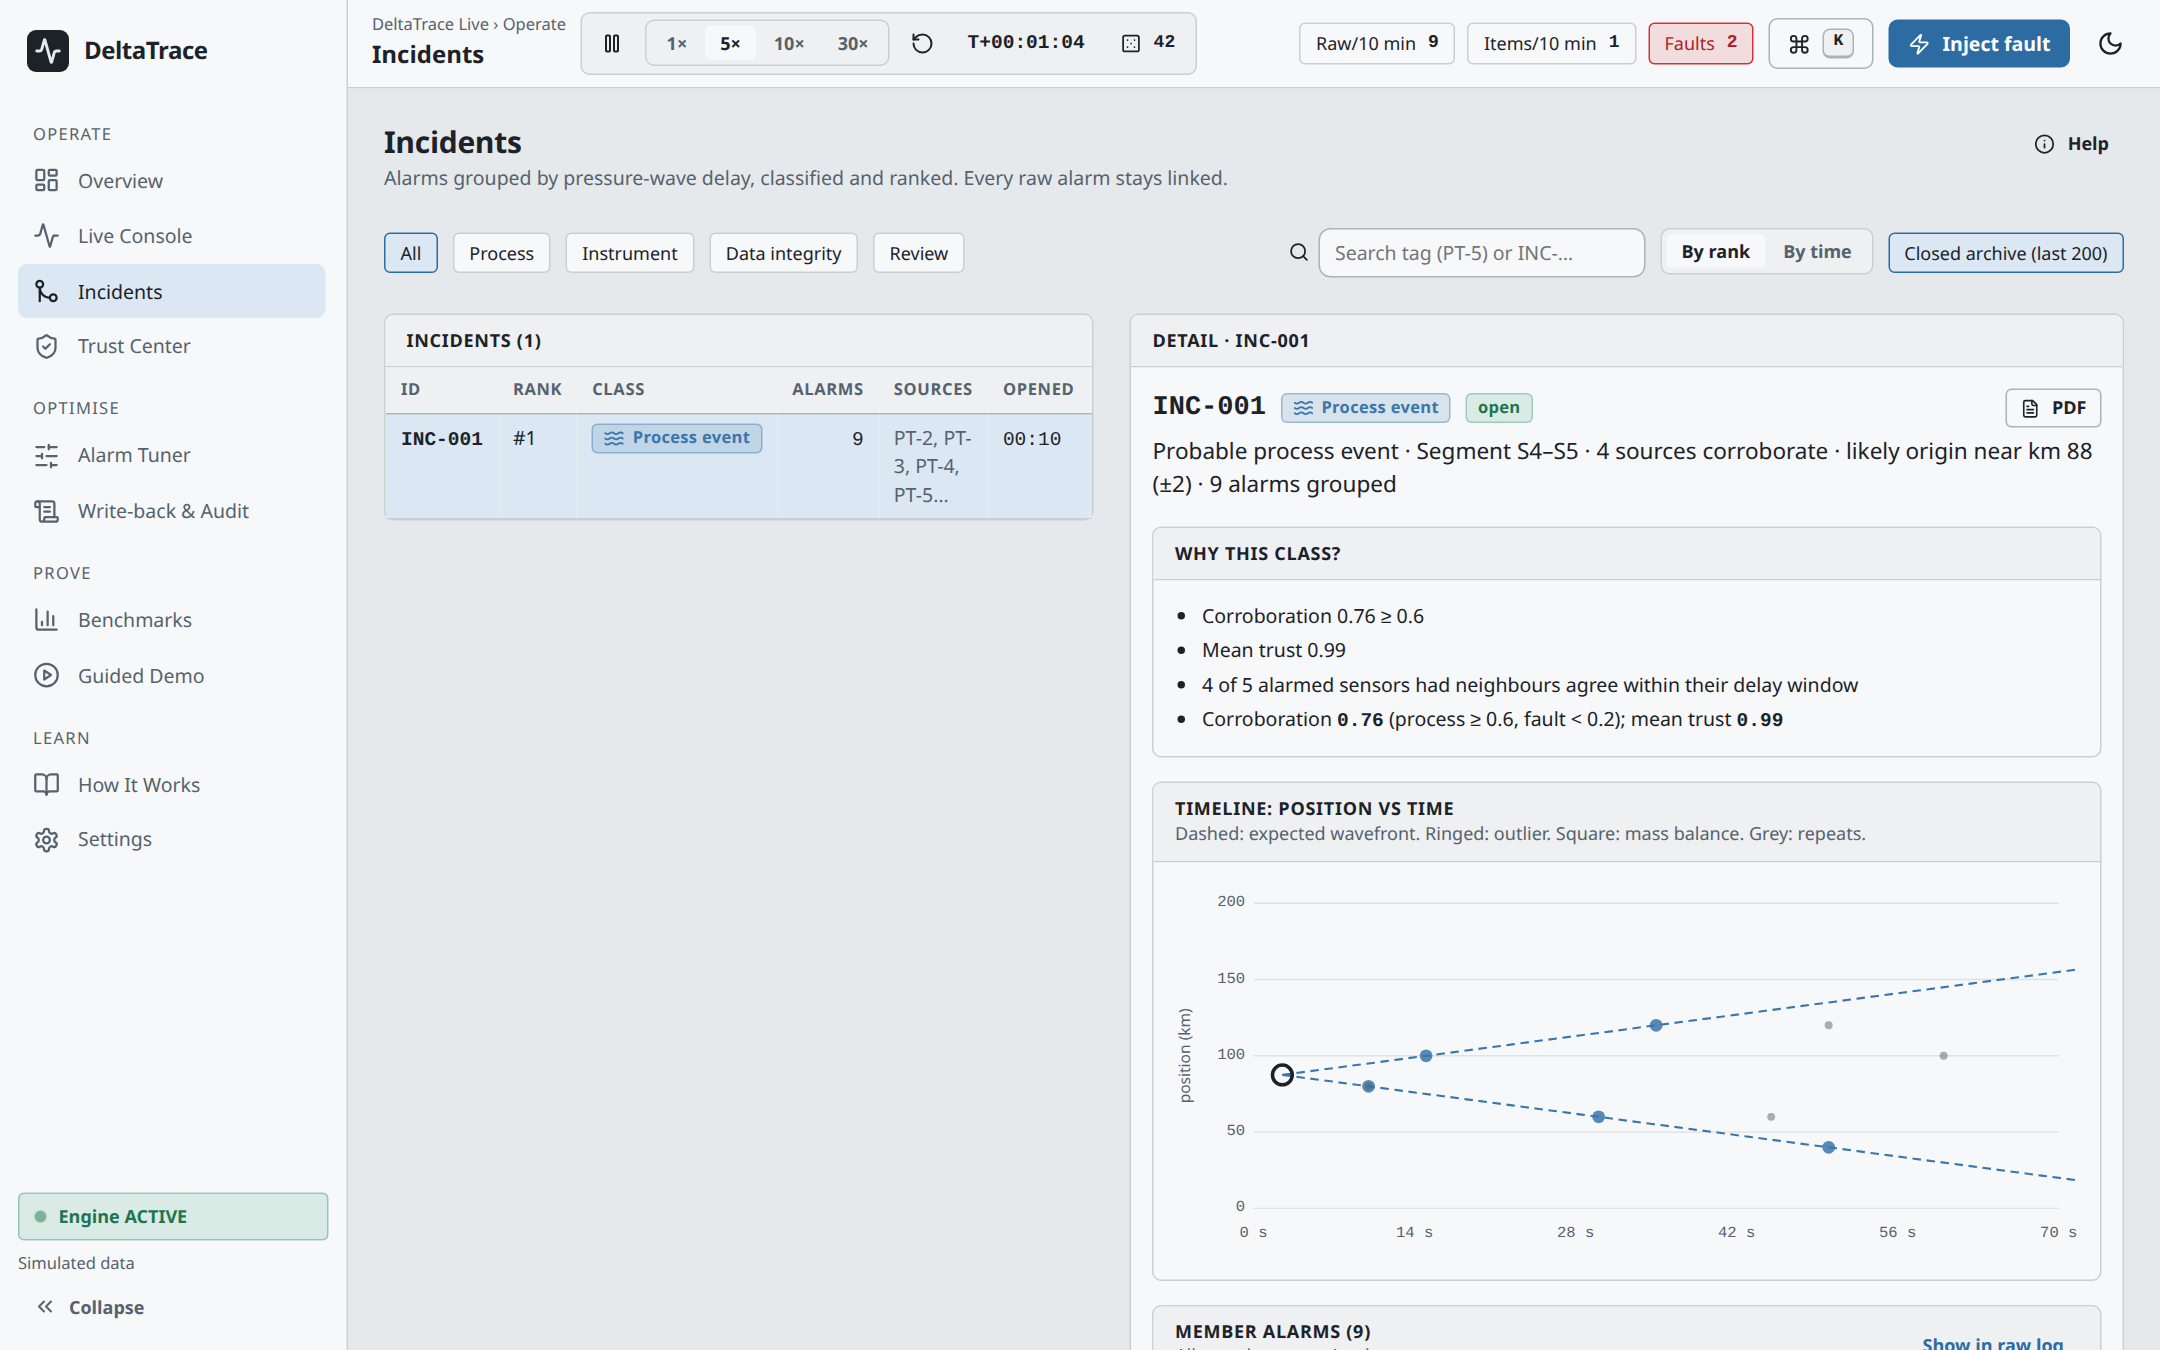 DeltaTrace
OPERATE
Overview
Live Console
Incidents
Trust Center
OPTIMISE
Alarm Tuner
Write-back & Audit
PROVE
Benchmarks
Guided Demo
LEARN
How It Works
Settings
Engine ACTIVE
Simulated data
Collapse
DeltaTrace Live › Operate
Incidents
1× 5× 10× 30× T+00:01:04 42
Raw/10 min 9 Items/10 min 1 Faults 2 ⌘ K Inject fault
Incidents
Help
Alarms grouped by pressure-wave delay, classified and ranked. Every raw alarm stays linked.
All Process Instrument Data integrity Review
Search tag (PT-5) or INC-... By rank By time Closed archive (last 200)
INCIDENTS (1)
ID RANK CLASS ALARMS SOURCES OPENED
INC-001 #1 Process event 9 PT-2, PT-
3, PT-4,
PT-5... 00:10
DETAIL · INC-001
INC-001 Process event open PDF
Probable process event · Segment S4–S5 · 4 sources corroborate · likely origin near km 88
(±2) · 9 alarms grouped
WHY THIS CLASS?
• Corroboration 0.76 ≥ 0.6
• Mean trust 0.99
• 4 of 5 alarmed sensors had neighbours agree within their delay window
• Corroboration 0.76 (process ≥ 0.6, fault < 0.2); mean trust 0.99
TIMELINE: POSITION VS TIME
Dashed: expected wavefront. Ringed: outlier. Square: mass balance. Grey: repeats.
position (km)
200
150
100
50
0
0 s 14 s 28 s 42 s 56 s 70 s
MEMBER ALARMS (9)
Show in raw log